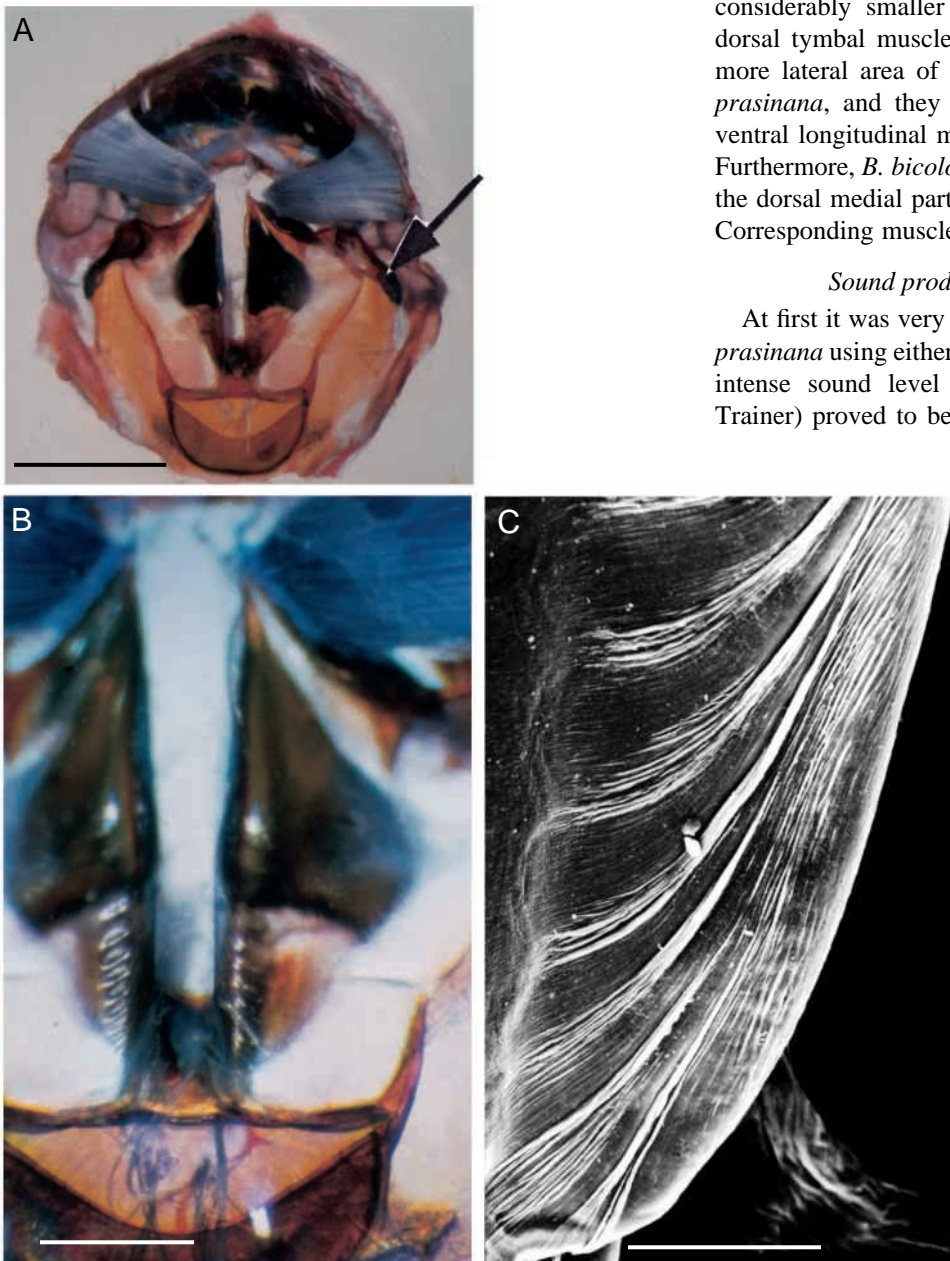 A
considerably smaller
dorsal tymbal muscle
more lateral area of
prasinana, and they
ventral longitudinal m
Furthermore, B. bicolo
the dorsal medial part
Corresponding muscle
Sound prod
At first it was very
prasinana using either
intense sound level
Trainer) proved to be
B
C